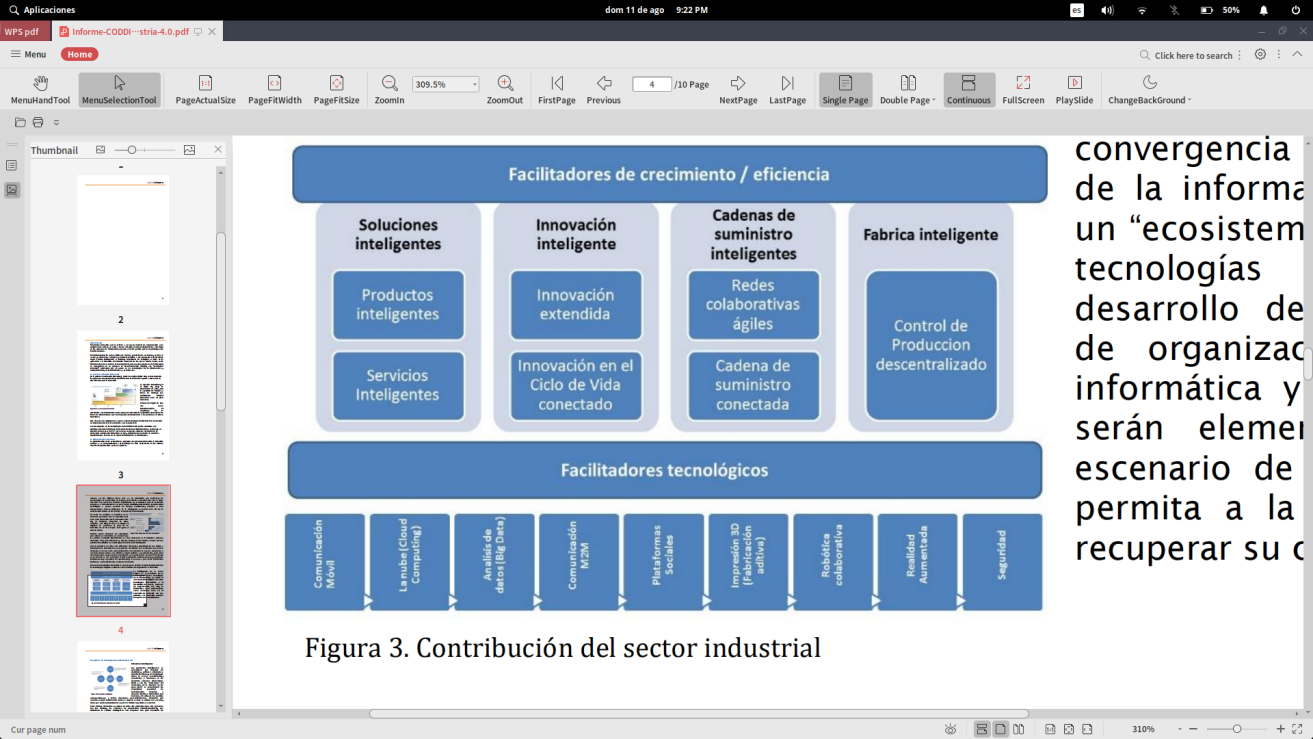 Aplicaciones
dom 11 de ago 9:22 PM
es
50%
WPS pdf
Informe-CODDI···stria-4.0.pdf
Menu
Home
Click here to search
MenuHandTool
MenuSelectionTool
PageActualSize
PageFitWidth
PageFitSize
ZoomIn
309.5%
ZoomOut
FirstPage
Previous
4
/10 Page
NextPage
LastPage
Single Page
Double Page
Continuous
FullScreen
PlaySlide
ChangeBackGround
Thumbnail
2
3
4
Facilitadores de crecimiento / eficiencia
Soluciones
inteligentes
Productos
inteligentes
Servicios
Inteligentes
Innovación
inteligente
Innovación
extendida
Innovación en el
Ciclo de Vida
conectado
Cadenas de
suministro
inteligentes
Redes
colaborativas
ágiles
Cadena de
suministro
conectada
Fabrica inteligente
Control de
Produccion
descentralizado
Facilitadores tecnológicos
Comunicación
Móvil
La nube (Cloud
Computing)
Analisis de
datos (Big Data)
Comunicación
M2M
Plataformas
Sociales
Impresión 3D
(Fabricación
aditiva)
Robótica
colaborativa
Realidad
Aumentada
Seguridad
Figura 3. Contribución del sector industrial
convergencia
de la informa
un “ecosistem
tecnologías
desarrollo de
de organizac
informática y
serán elemen
escenario de
permita a la
recuperar su c
Cur page num
310%